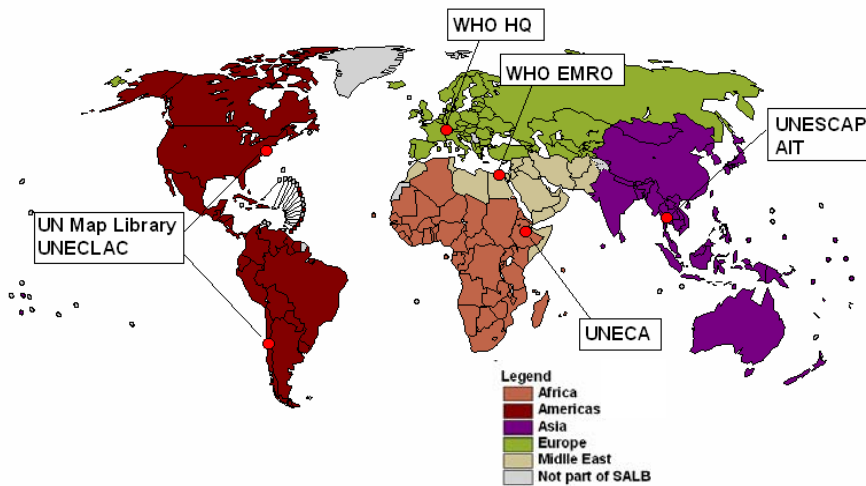 WHO HQ
WHO EMRO
UNESCAP
AIT
UN Map Library
UNECLAC
UNECA
Legend
Africa
Americas
Asia
Europe
Midlle East
Not part of SALB